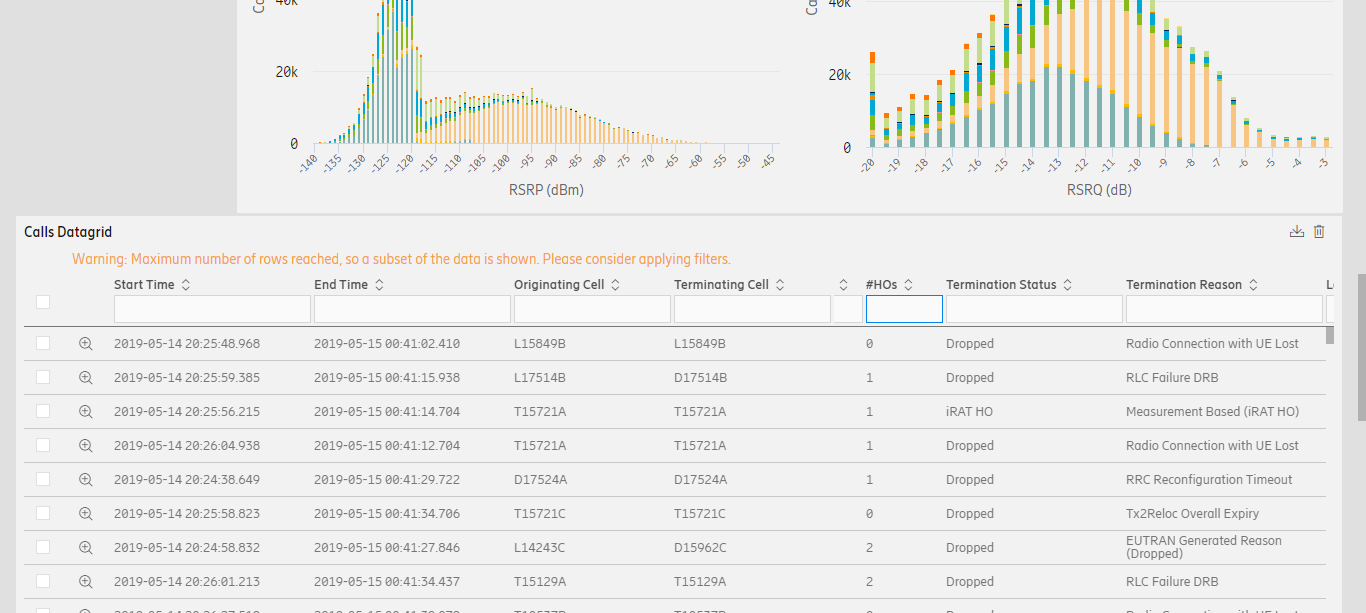 40k
20k
0
-140 -135 -130 -125 -120 -115 -110 -105 -100 -95 -90 -85 -80 -75 -70 -65 -60 -55 -50 -45
RSRP (dBm)
40k
20k
0
-20 -19 -18 -17 -16 -15 -14 -13 -12 -11 -10 -9 -8 -7 -6 -5 -4 -3
RSRQ (dB)
Calls Datagrid
Warning: Maximum number of rows reached, so a subset of the data is shown. Please consider applying filters.
Start Time End Time Originating Cell Terminating Cell #HOs Termination Status Termination Reason
2019-05-14 20:25:48.968 2019-05-15 00:41:02.410 L15849B L15849B 0 Dropped Radio Connection with UE Lost
2019-05-14 20:25:59.385 2019-05-15 00:41:15.938 L17514B D17514B 1 Dropped RLC Failure DRB
2019-05-14 20:25:56.215 2019-05-15 00:41:14.704 T15721A T15721A 1 iRAT HO Measurement Based (iRAT HO)
2019-05-14 20:26:04.938 2019-05-15 00:41:12.704 T15721A T15721A 1 Dropped Radio Connection with UE Lost
2019-05-14 20:24:38.649 2019-05-15 00:41:29.722 D17524A D17524A 1 Dropped RRC Reconfiguration Timeout
2019-05-14 20:25:58.823 2019-05-15 00:41:34.706 T15721C T15721C 0 Dropped Tx2Reloc Overall Expiry
2019-05-14 20:24:58.832 2019-05-15 00:41:27.846 L14243C D15962C 2 Dropped EUTRAN Generated Reason
(Dropped)
2019-05-14 20:26:01.213 2019-05-15 00:41:34.437 T15129A T15129A 2 Dropped RLC Failure DRB